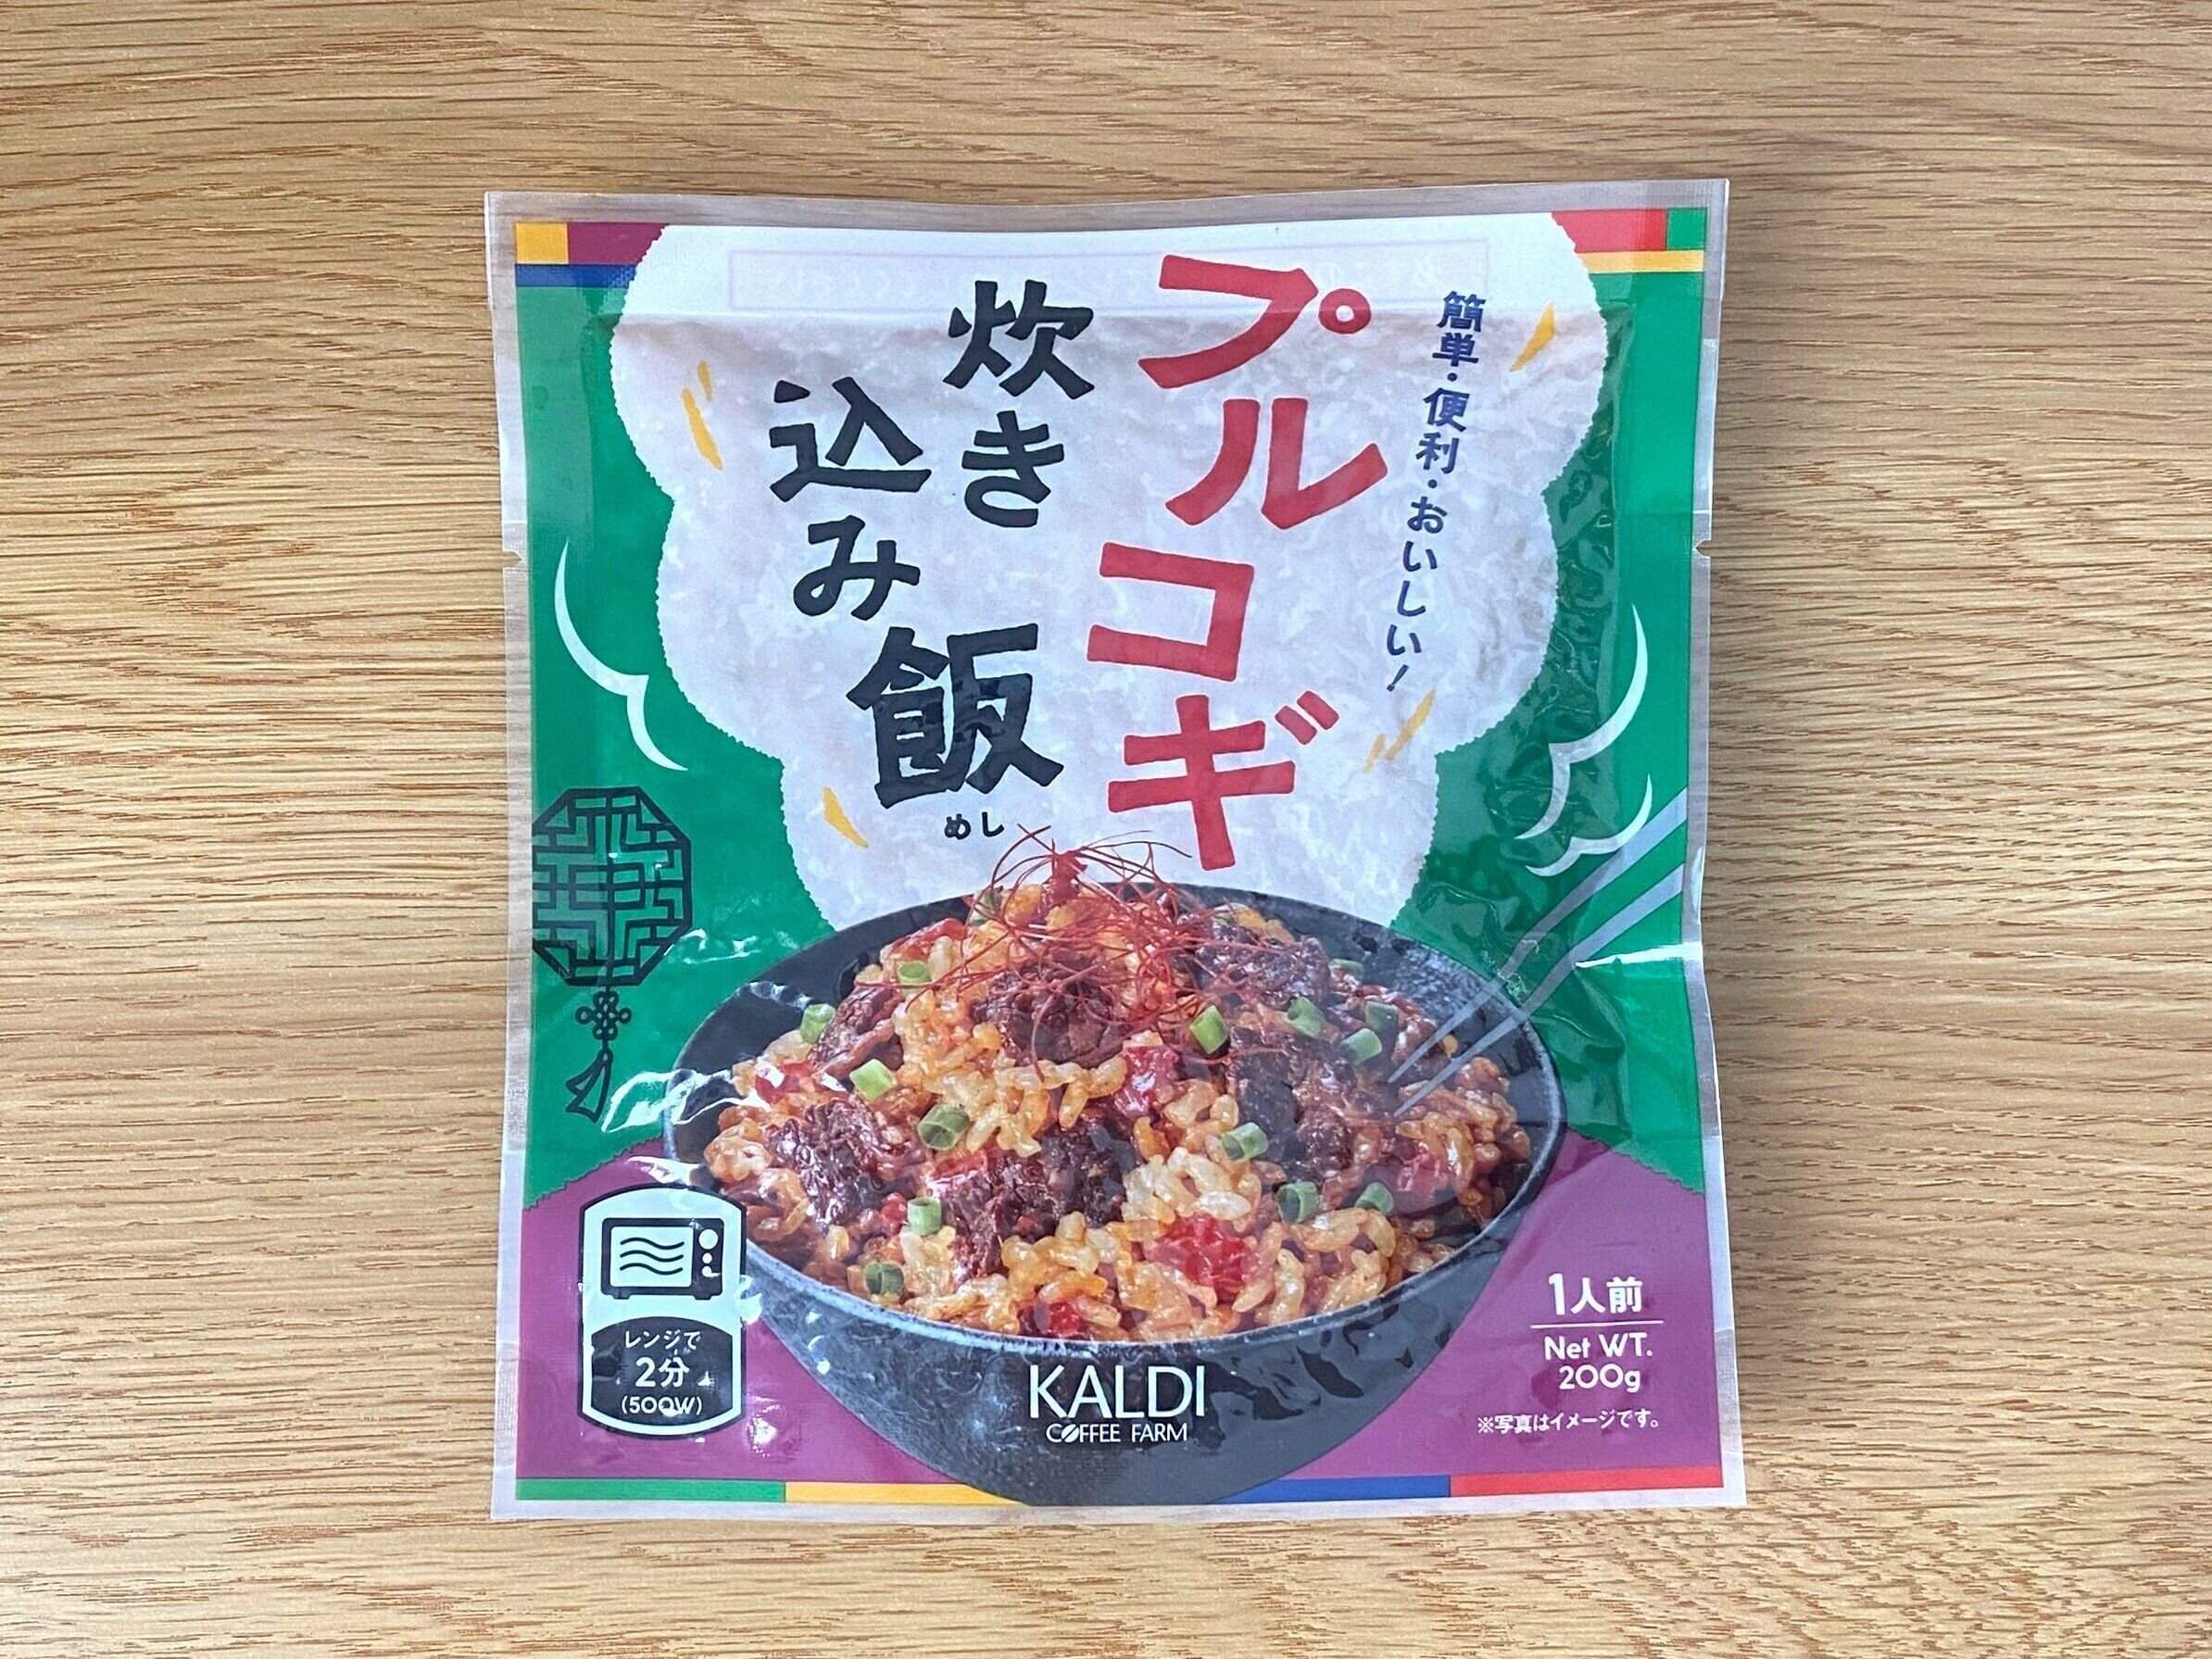 簡単・便利・おいしい!
プルコギ
炊き
込み飯
めし
レンジで
2分
(500W)
KALDI
COFFEE FARM
1人前
Net WT.
200g
※写真はイメージです。